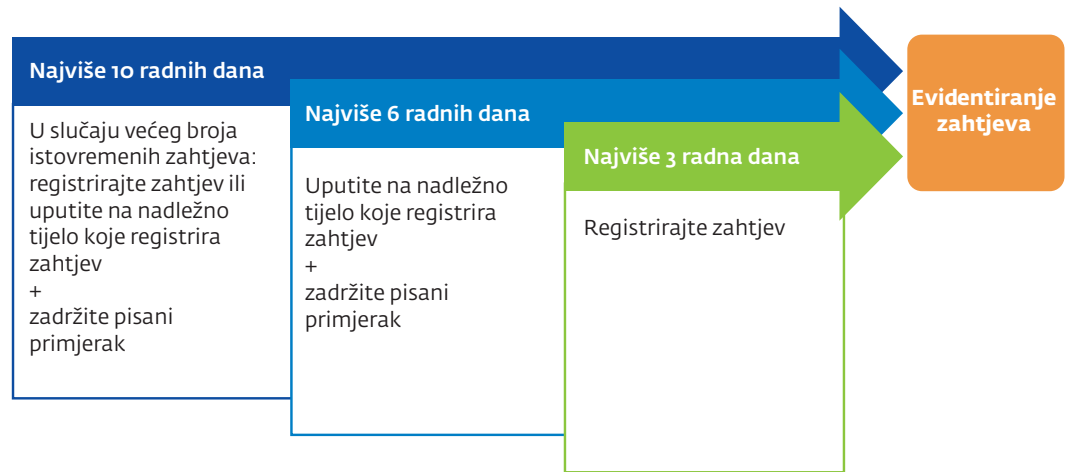 Najviše 10 radnih dana
U slučaju većeg broja
istovremenih zahtjeva:
registrirajte zahtjev ili
uputite na nadležno
tijelo koje registrira
zahtjev
+
zadržite pisani
primjerak
Najviše 6 radnih dana
Uputite na nadležno
tijelo koje registrira
zahtjev
+
zadržite pisani
primjerak
Najviše 3 radna dana
Registrirajte zahtjev
Evidentiranje
zahtjeva